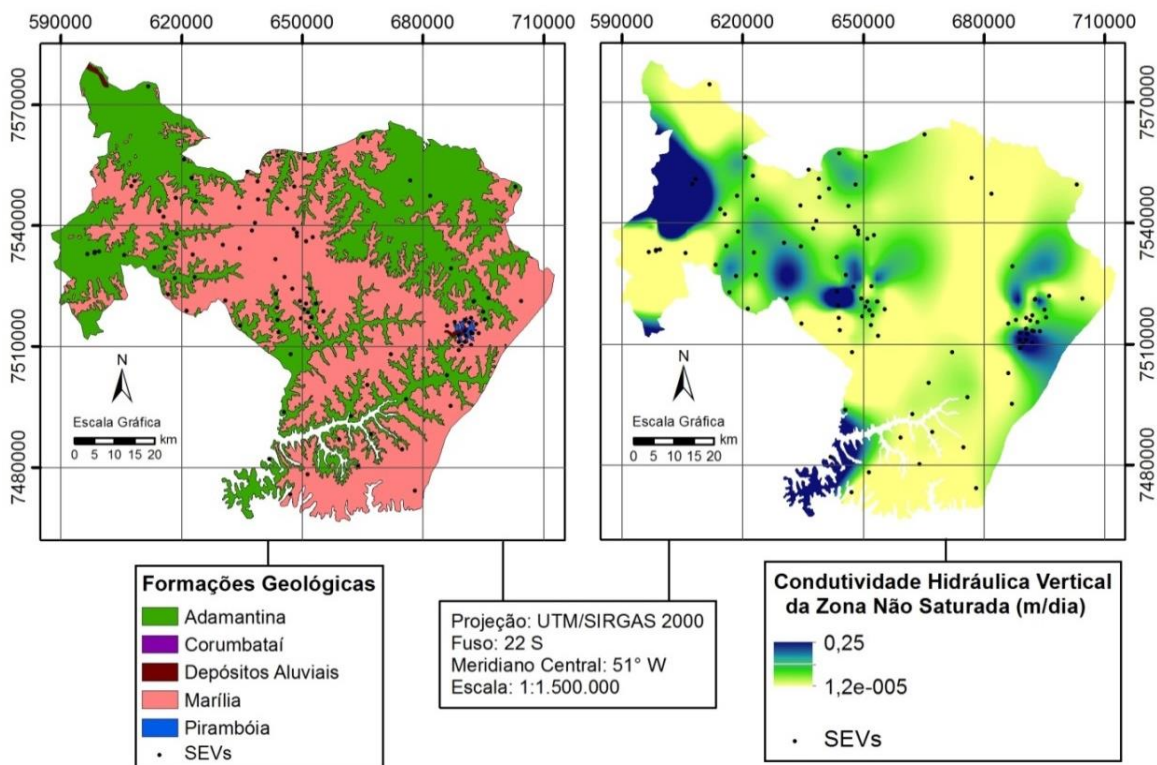 590000 620000 650000 680000 710000
590000 620000 650000 680000 710000
7570000
7540000
7510000
7480000
N
Escala Gráfica
km
0 5 10 15 20
N
Escala Gráfica
km
0 5 10 15 20
7570000
7540000
7510000
7480000
Formações Geológicas
Adamantina
Corumbataí
Depósitos Aluviais
Marília
Pirambóia
SEVs
Projeção: UTM/SIRGAS 2000
Fuso: 22 S
Meridiano Central: 51° W
Escala: 1:1.500.000
Condutividade Hidráulica Vertical
da Zona Não Saturada (m/dia)
0,25
1,2e-005
SEVs